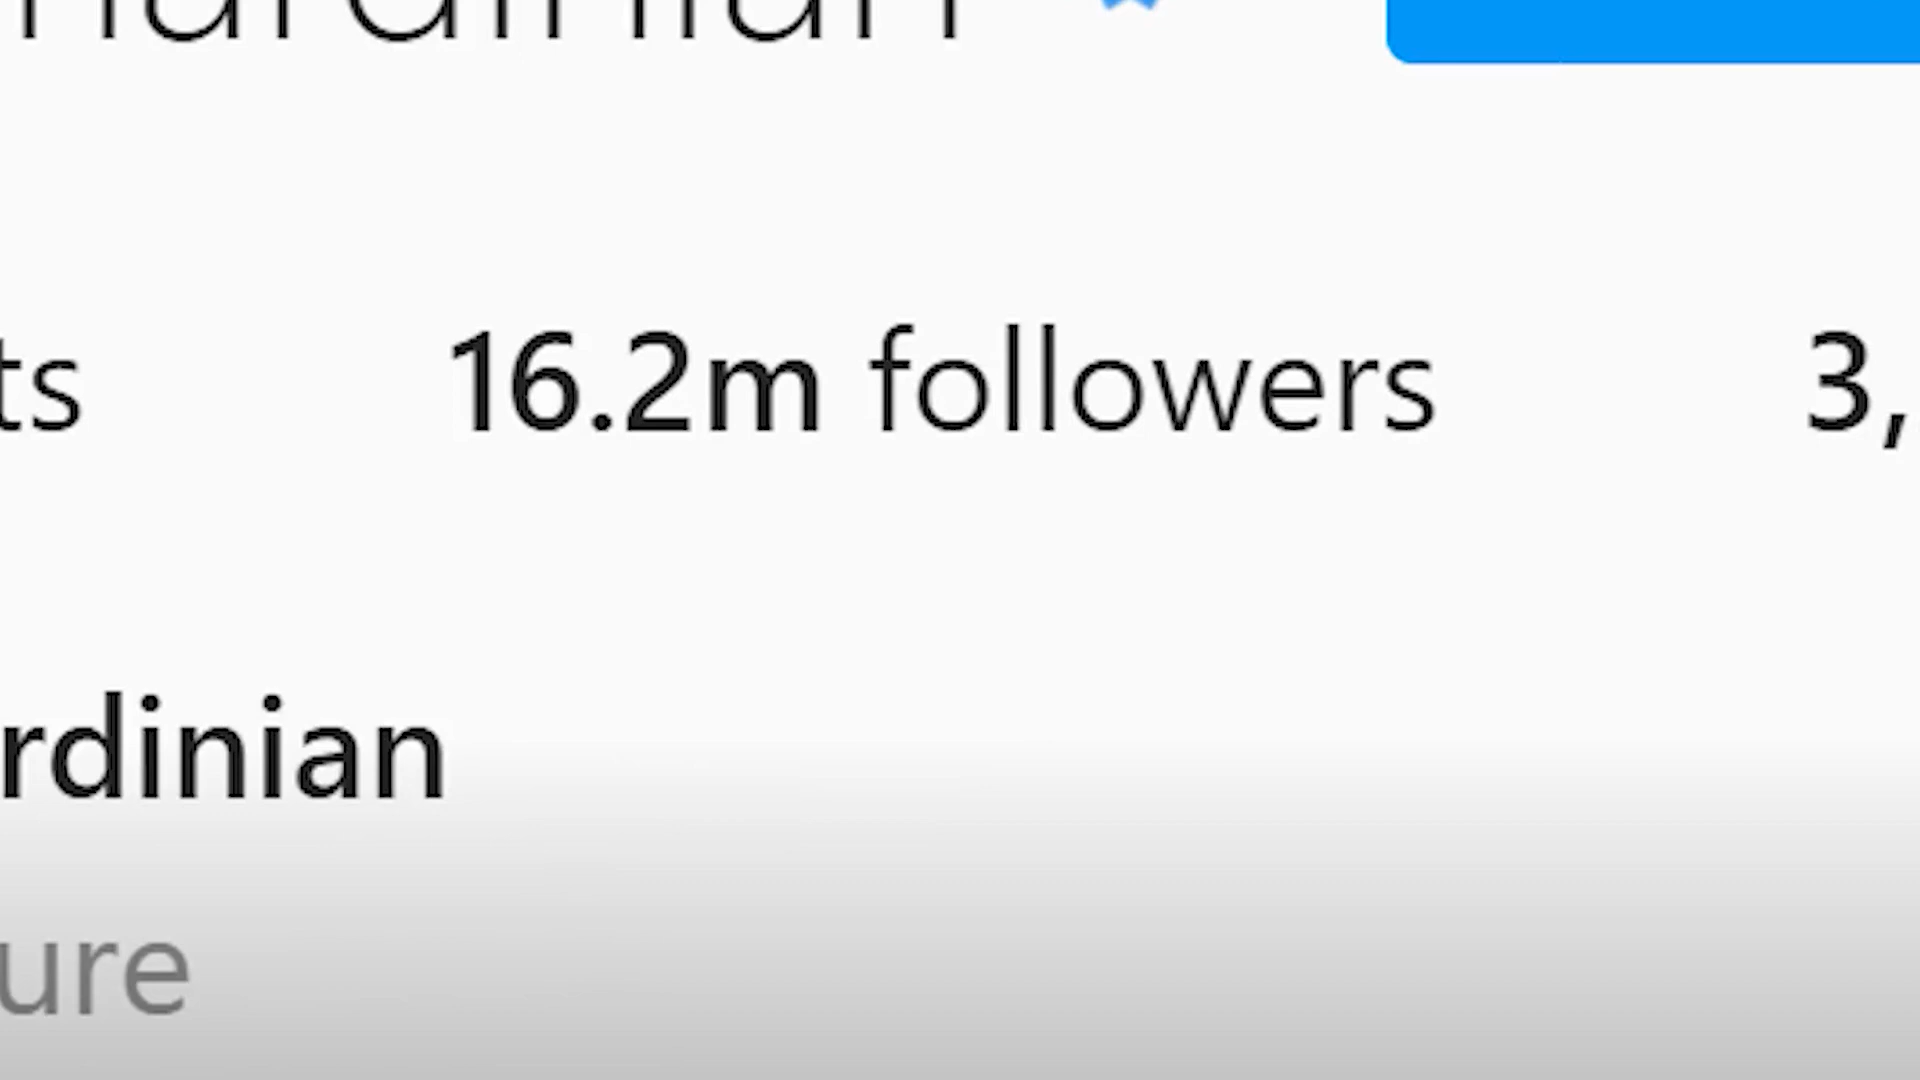 ts 16.2m followers 3,
rdinian
ure